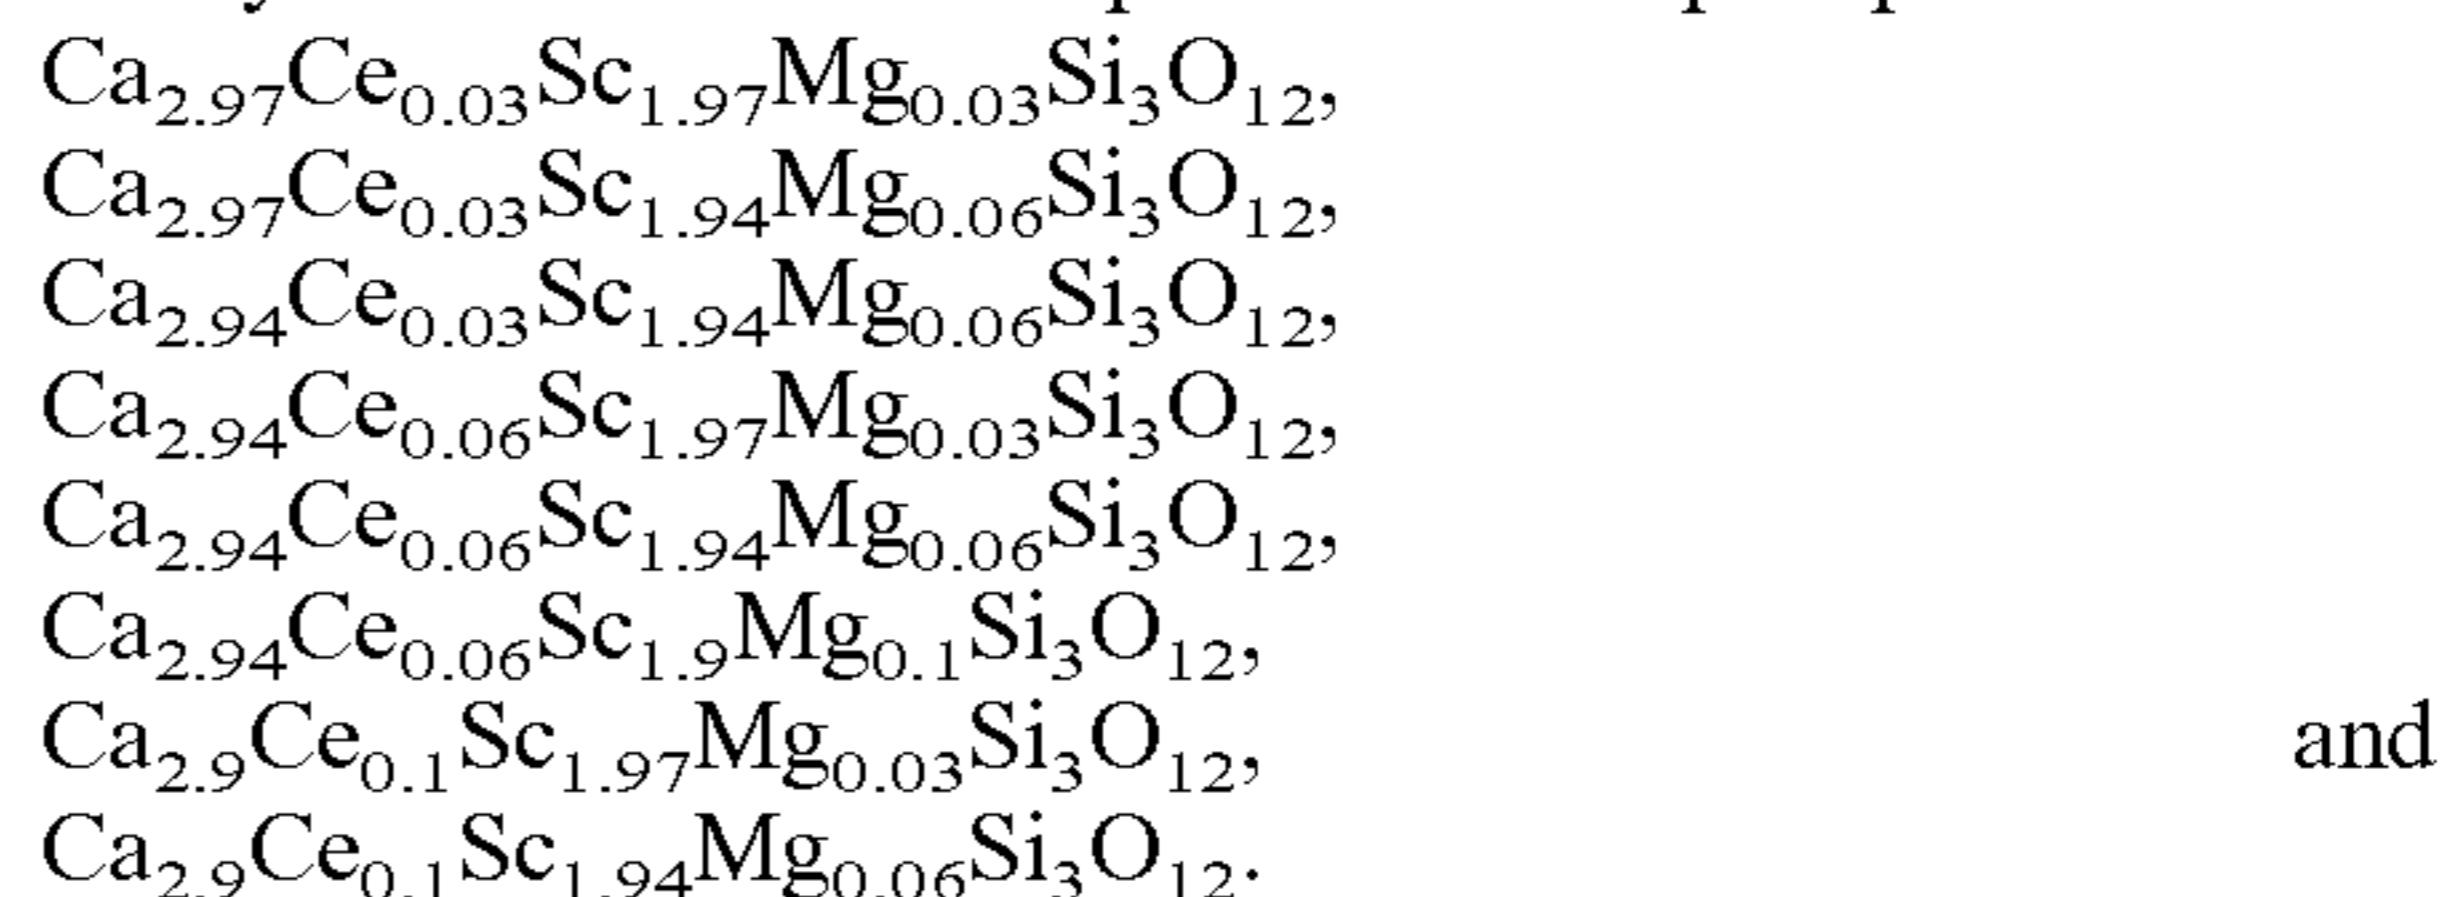 Ca₂.₉₇Ce₀.₀₃Sc₁.₉₇Mg₀.₀₃Si₃O₁₂,
Ca₂.₉₇Ce₀.₀₃Sc₁.₉₄Mg₀.₀₆Si₃O₁₂,
Ca₂.₉₄Ce₀.₀₃Sc₁.₉₄Mg₀.₀₆Si₃O₁₂,
Ca₂.₉₄Ce₀.₀₆Sc₁.₉₇Mg₀.₀₃Si₃O₁₂,
Ca₂.₉₄Ce₀.₀₆Sc₁.₉₄Mg₀.₀₆Si₃O₁₂,
Ca₂.₉₄Ce₀.₀₆Sc₁.₉Mg₀.₁Si₃O₁₂,
Ca₂.₉Ce₀.₁Sc₁.₉₇Mg₀.₀₃Si₃O₁₂, and
Ca₂.₉Ce₀.₁Sc₁.₉₄Mg₀.₀₆Si₃O₁₂.